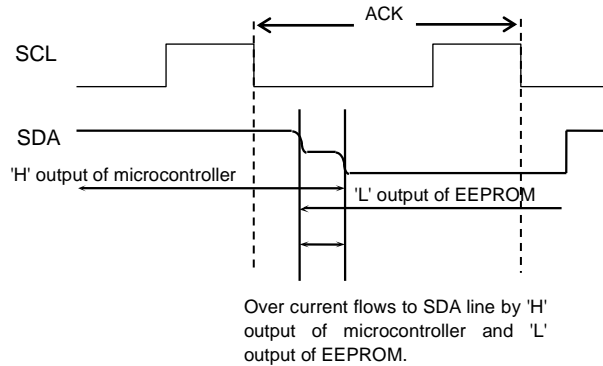 ACK
SCL
SDA
'H' output of microcontroller
'L' output of EEPROM
Over current flows to SDA line by 'H'
output of microcontroller and 'L'
output of EEPROM.